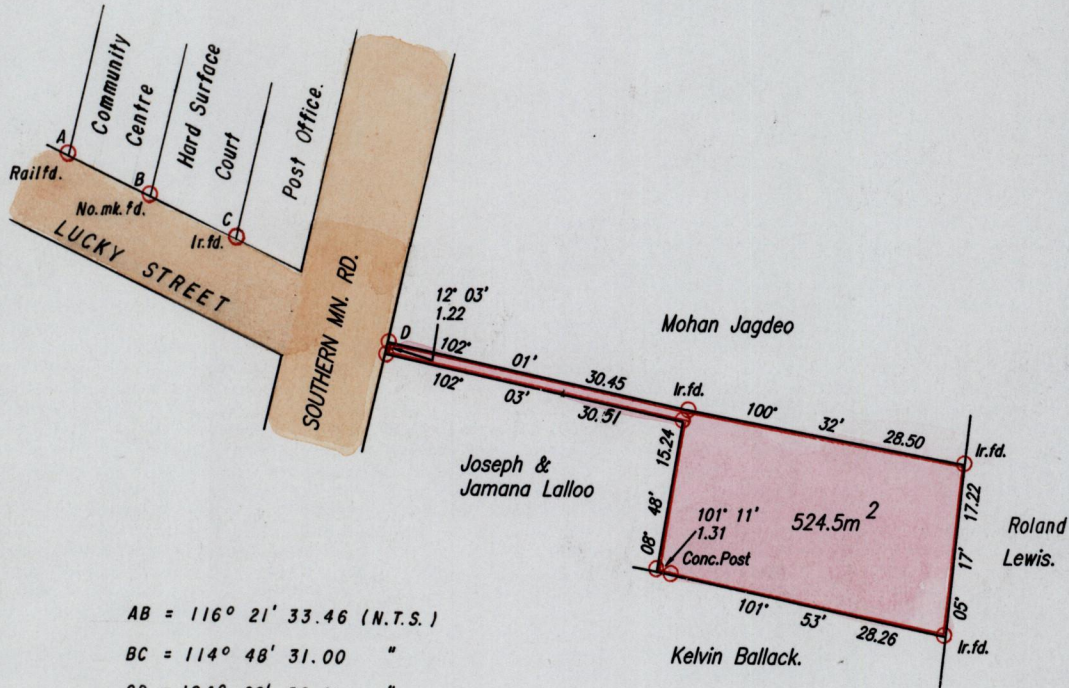 Community
Centre
Hard Surface
Court
Post Office.
A
Railfd.
B
No.mk.fd.
C
Ir.fd.
LUCKY STREET
SOUTHERN MN. RD.
12° 03'
1.22
D
102° 01' 30.45
102° 03' 30.51
Mohan Jagdeo
Ir.fd.
100° 32' 28.50
Ir.fd.
Joseph &
Jamana Lalloo
08° 48' 15.24
101° 11'
1.31
Conc.Post
524.5m2
05° 17' 17.22
Roland
Lewis.
101° 53' 28.26
Ir.fd.
Kelvin Ballack.
AB = 116° 21' 33.46 (N.T.S.)
BC = 114° 48' 31.00 "